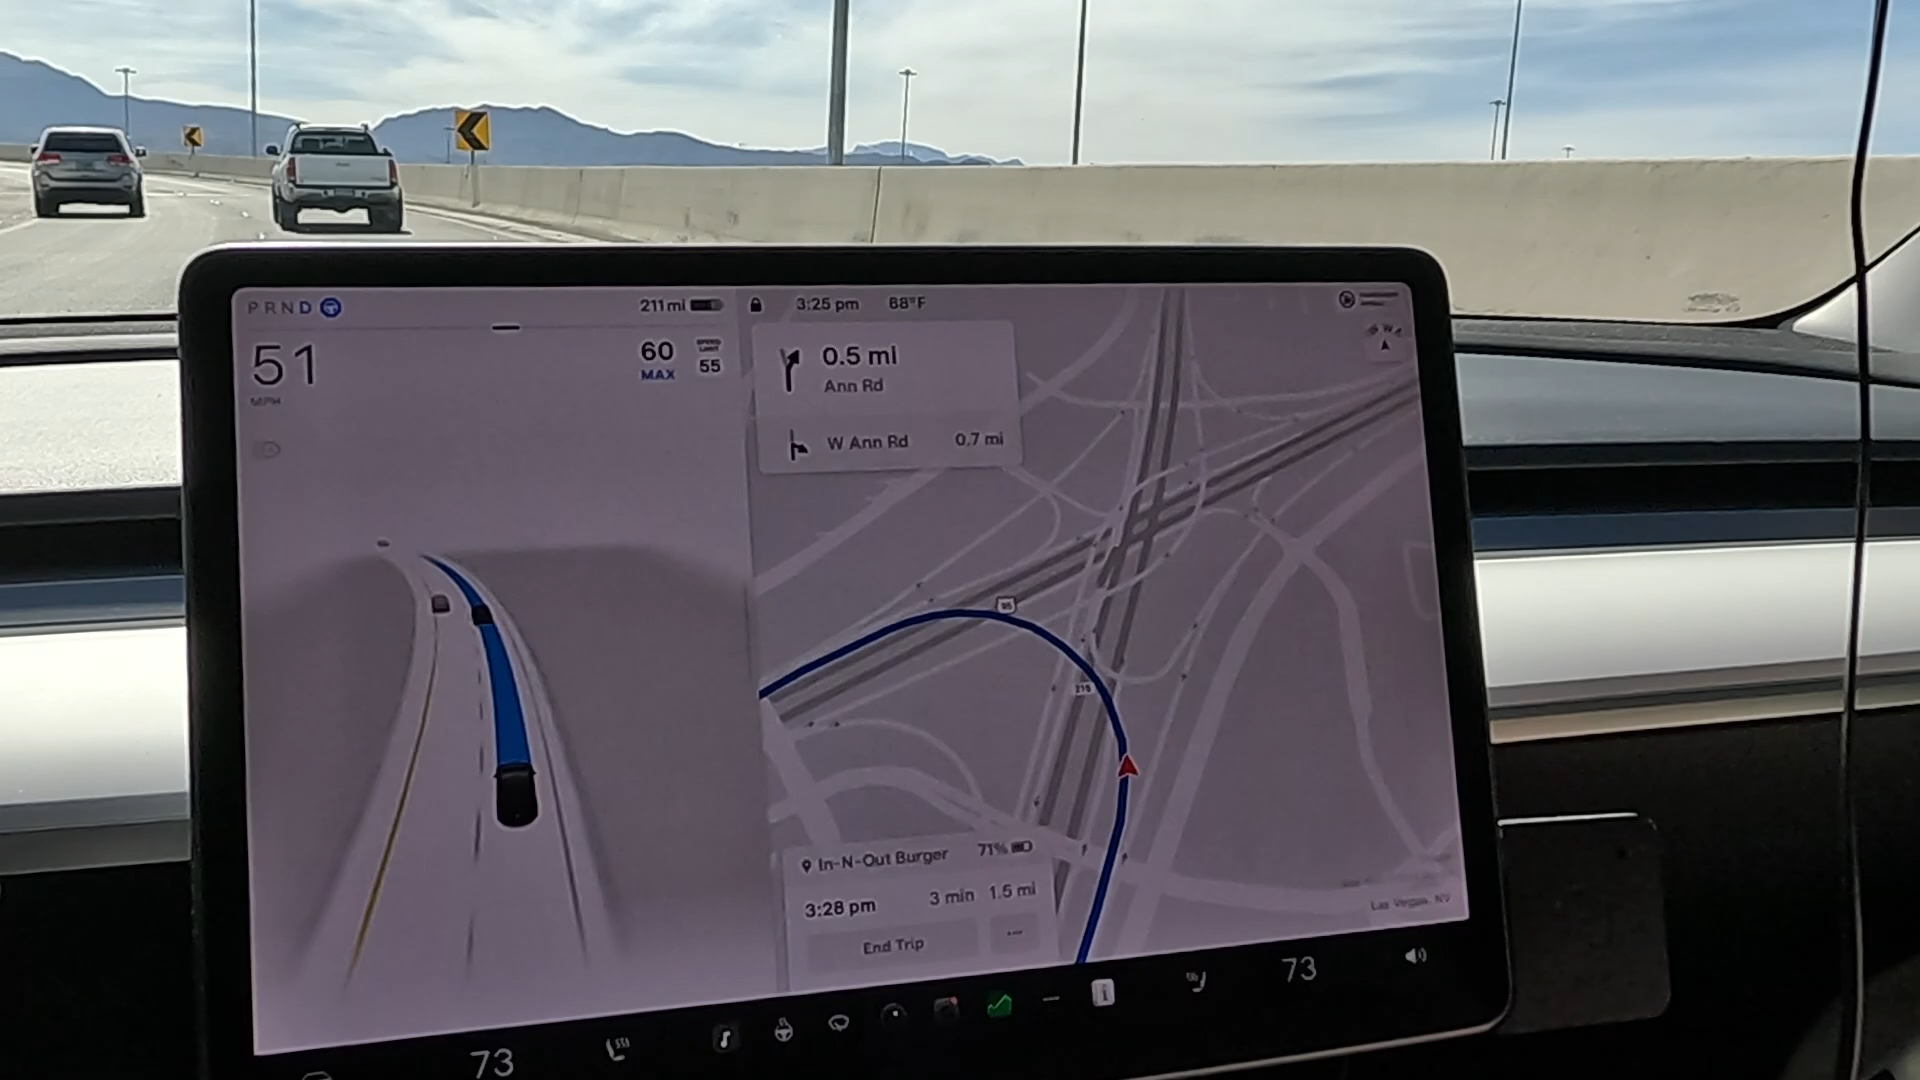 PRND
211 mi
3:25 pm
68°F
51
MPH
60
MAX
SPEED
LIMIT
55
0.5 mi
Ann Rd
W Ann Rd 0.7 mi
W
95
215
In-N-Out Burger 71%
3:28 pm 3 min 1.5 mi
End Trip
Las Vegas, NV
73
73